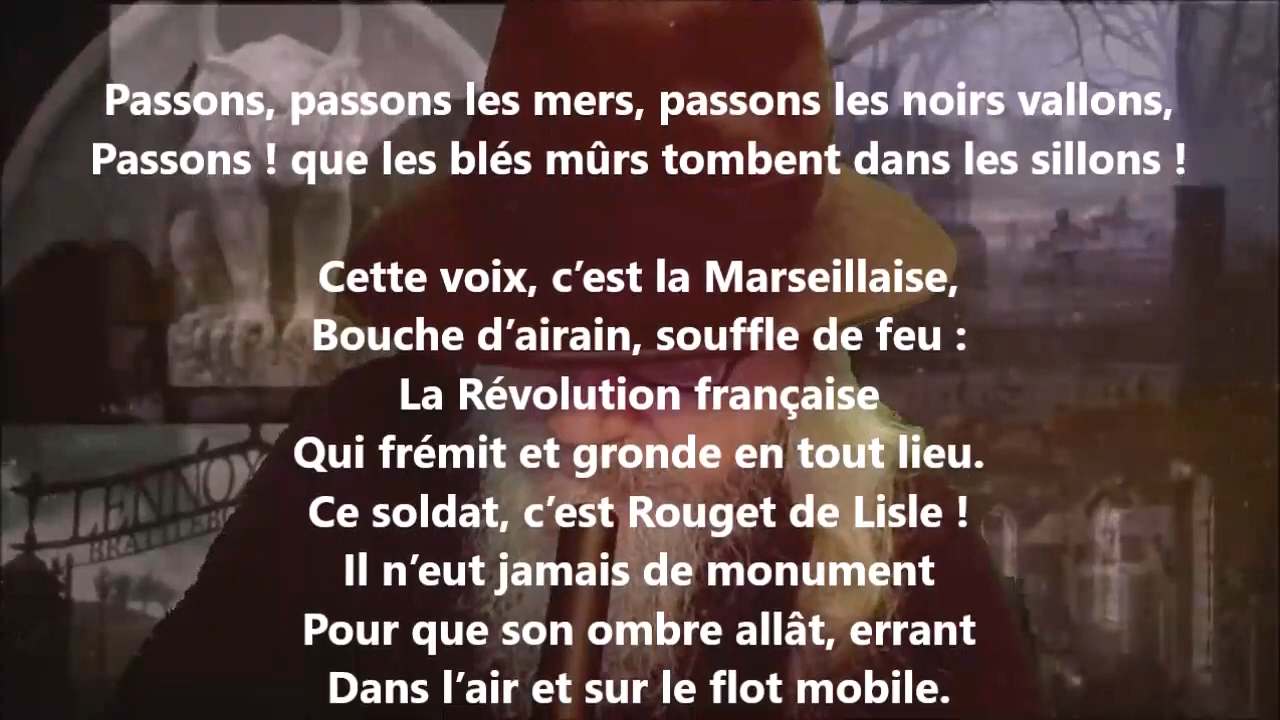 Passons, passons les mers, passons les noirs vallons,
Passons ! que les blés mûrs tombent dans les sillons !
Cette voix, c’est la Marseillaise,
Bouche d’airain, souffle de feu :
La Révolution française
Qui frémit et gronde en tout lieu.
Ce soldat, c’est Rouget de Lisle !
Il n’eut jamais de monument
Pour que son ombre allât, errant
Dans l’air et sur le flot mobile.
LENNO